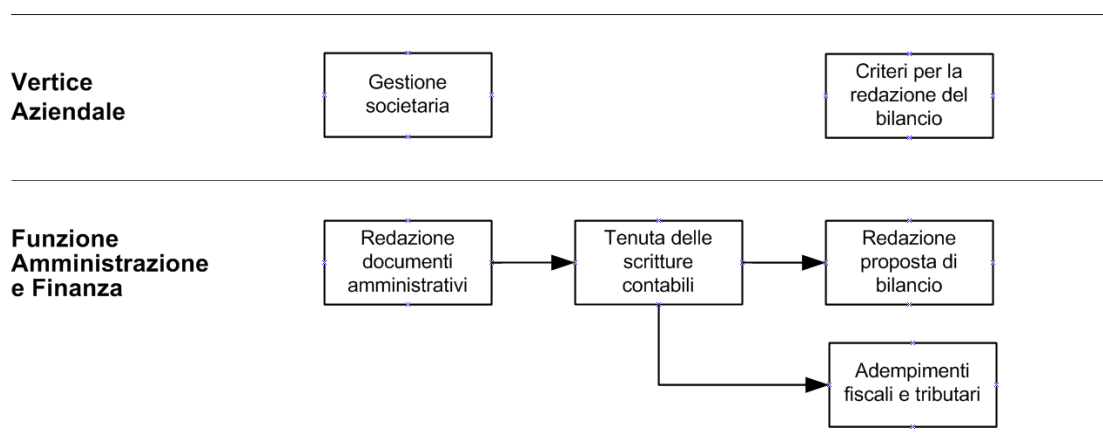 Vertice
Aziendale
Gestione
societaria
Criteri per la
redazione del
bilancio
Funzione
Amministrazione
e Finanza
Redazione
documenti
amministrativi
Tenuta delle
scritture
contabili
Redazione
proposta di
bilancio
Adempimenti
fiscali e tributari